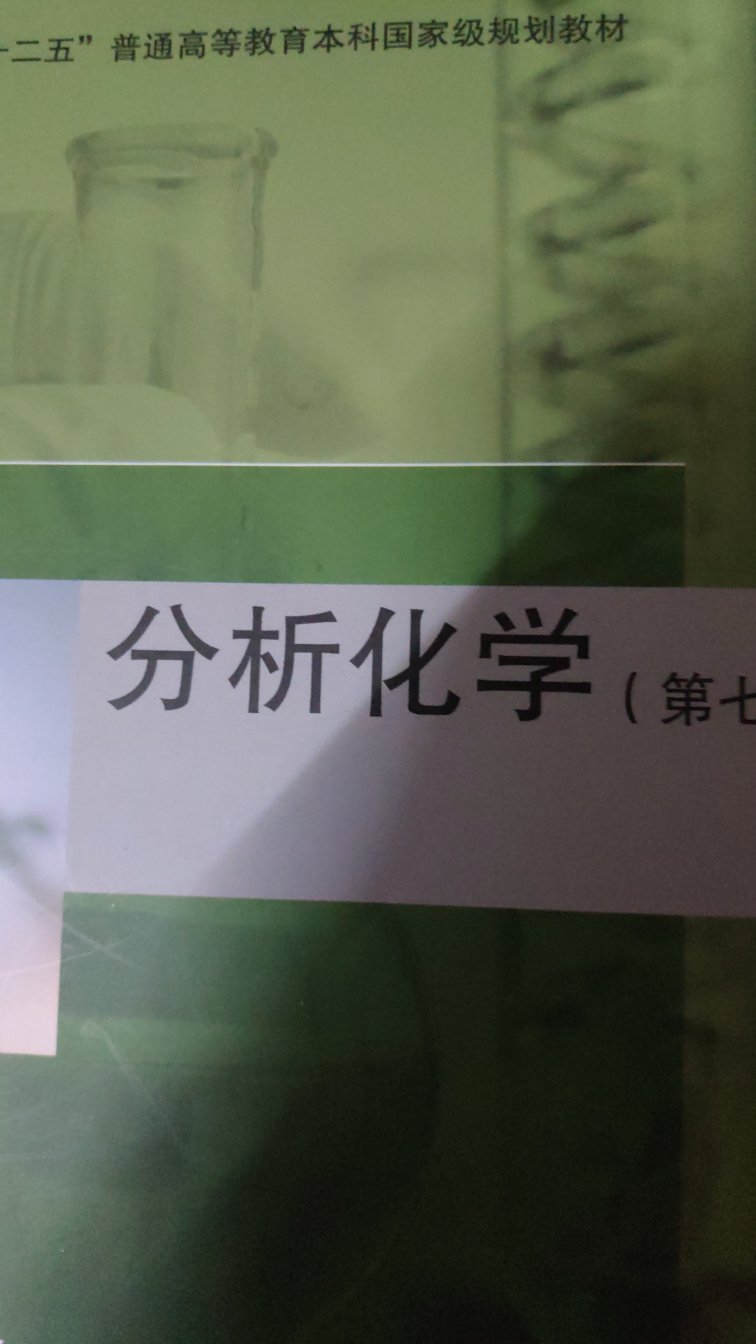 二五”普通高等教育本科国家级规划教材
分析化学(第七